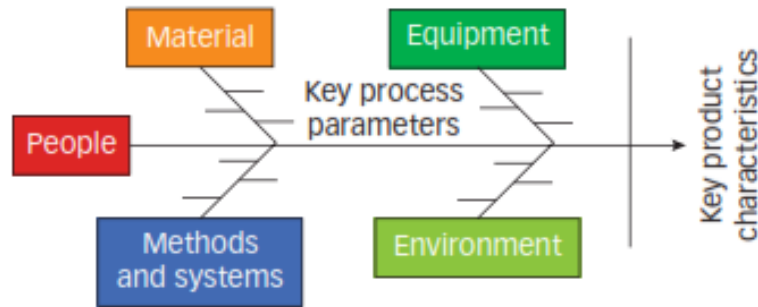 Material
Equipment
Key process
parameters
People
Methods
and systems
Environment
Key product
characteristics